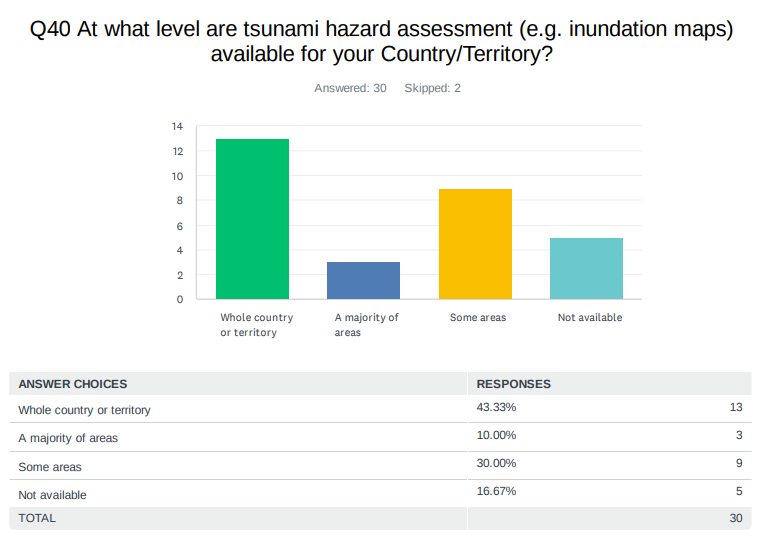 Q40 At what level are tsunami hazard assessment (e.g. inundation maps)
available for your Country/Territory?
Answered: 30 Skipped: 2
14
12
10
8
6
4
2
0
Whole country
or territory
A majority of
areas
Some areas
Not available
ANSWER CHOICES RESPONSES
Whole country or territory 43.33% 13
A majority of areas 10.00% 3
Some areas 30.00% 9
Not available 16.67% 5
TOTAL 30